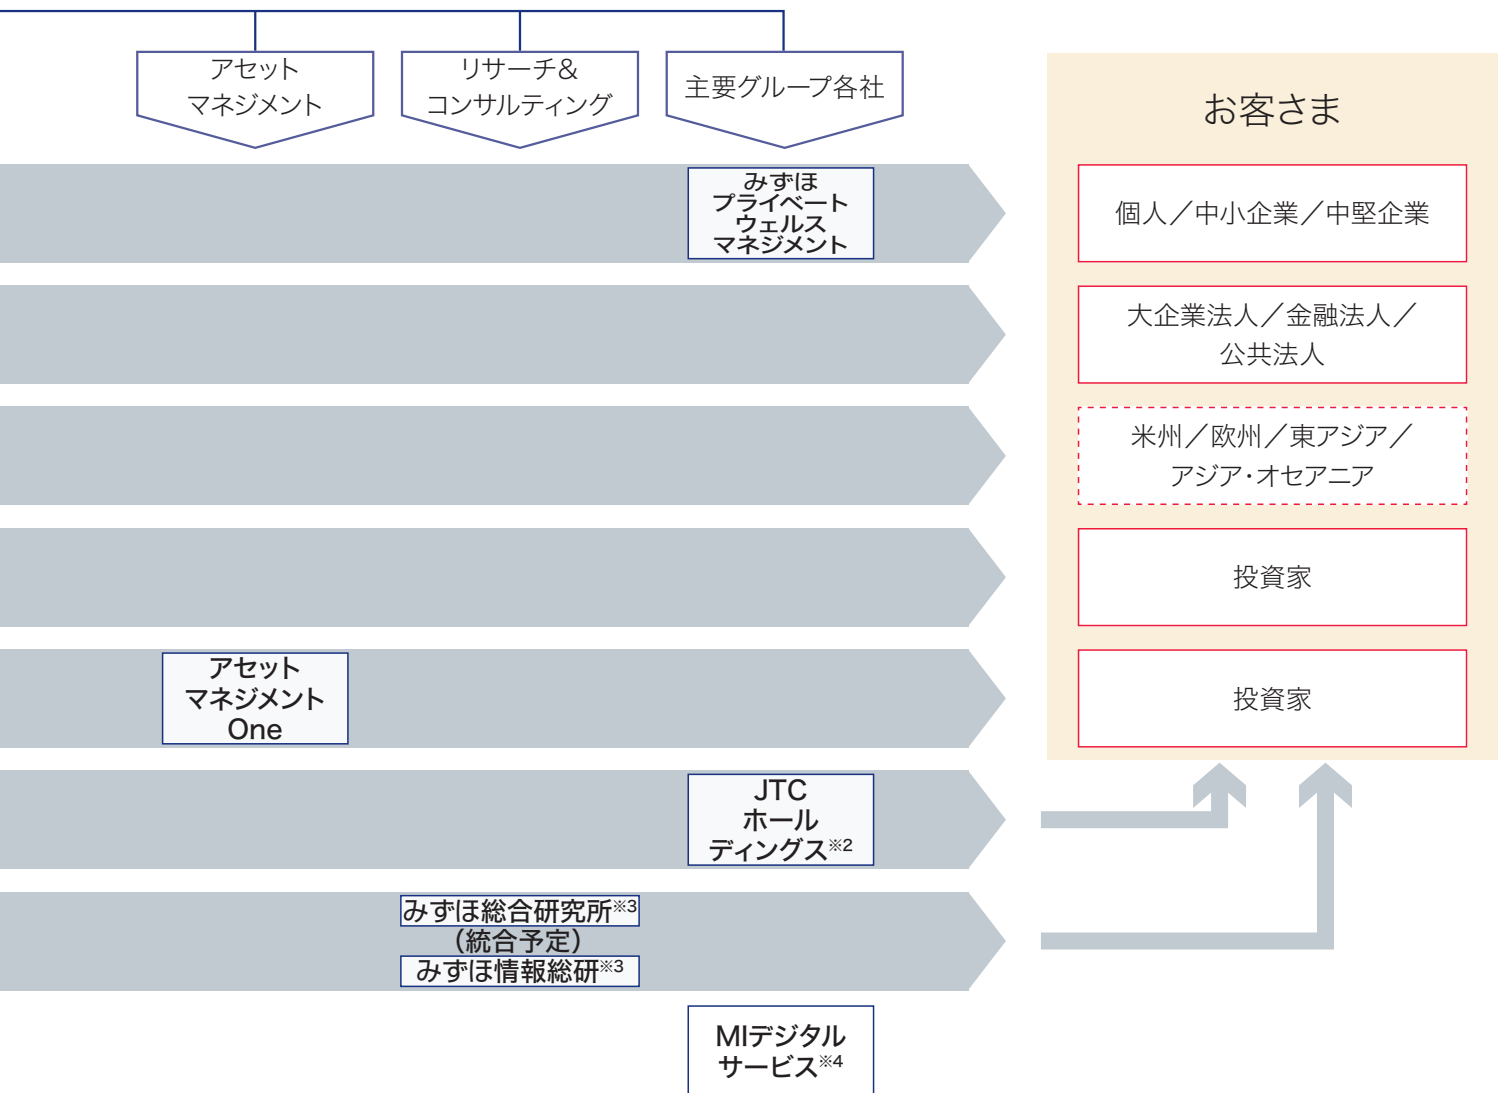 アセット
マネジメント
リサーチ&
コンサルティング
主要グループ各社
お客さま
みずほ
プライベート
ウェルス
マネジメント
個人／中小企業／中堅企業
大企業法人／金融法人／
公共法人
米州／欧州／東アジア／
アジア・オセアニア
投資家
アセット
マネジメント
One
投資家
JTC
ホール
ディングス※2
みずほ総合研究所※3
（統合予定）
みずほ情報総研※3
MIデジタル
サービス※4